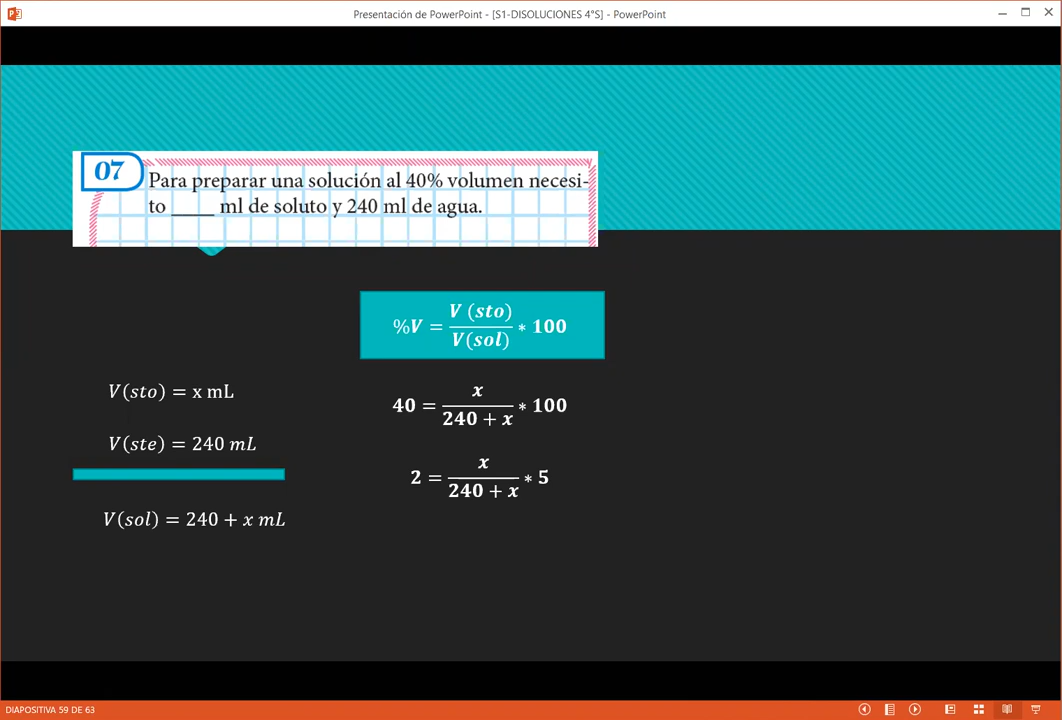 Presentación de PowerPoint - [S1-DISOLUCIONES 4°S] - PowerPoint
07
Para preparar una solución al 40% volumen necesi-
to ____ ml de soluto y 240 ml de agua.
%V = V (sto) / V(sol) * 100
V(sto) = x mL
40 = x / 240 + x * 100
V(ste) = 240 mL
2 = x / 240 + x * 5
V(sol) = 240 + x mL
DIAPOSITIVA 59 DE 63